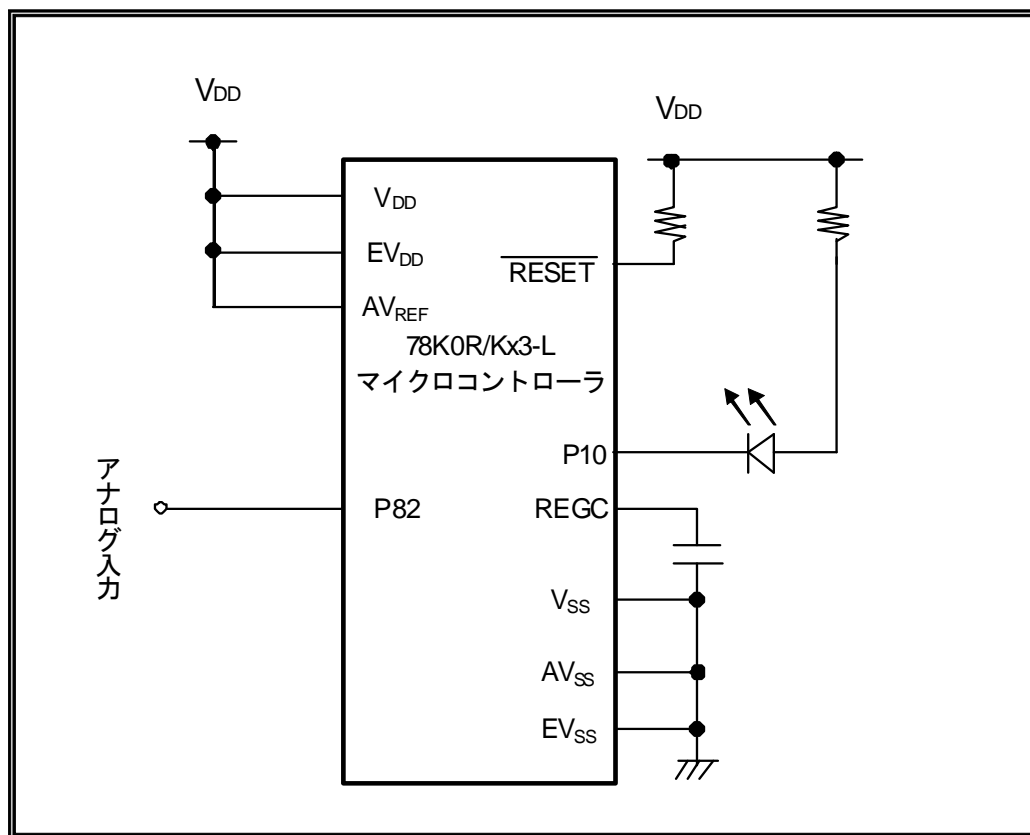 VDD
VDD
VDD
EVDD
RESET
AVREF
78K0R/Kx3-L
マイクロコントローラ
P10
アナログ入力
P82
REGC
VSS
AVSS
EVSS